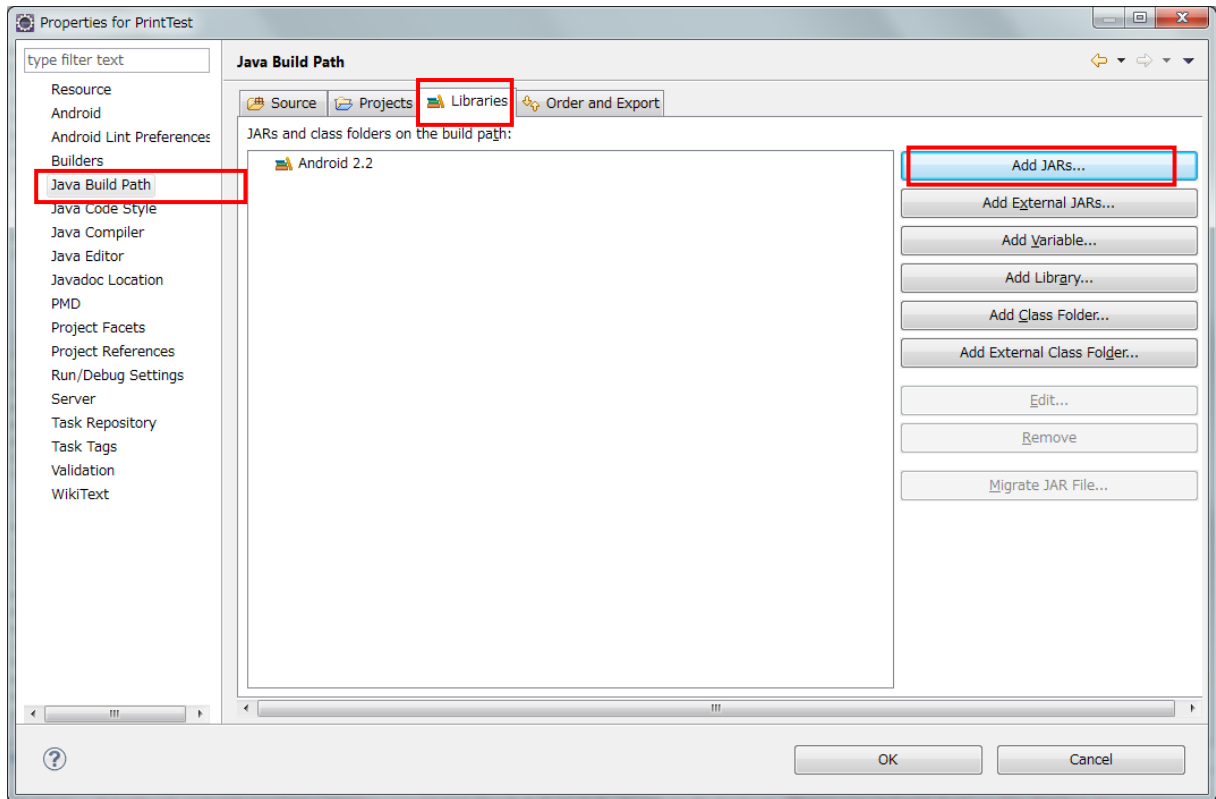 Properties for PrintTest
type filter text
Resource
Android
Android Lint Preferences
Builders
Java Build Path
Java Code Style
Java Compiler
Java Editor
Javadoc Location
PMD
Project Facets
Project References
Run/Debug Settings
Server
Task Repository
Task Tags
Validation
WikiText
Java Build Path
Source Projects Libraries Order and Export
JARs and class folders on the build path:
Android 2.2
Add JARs...
Add External JARs...
Add Variable...
Add Library...
Add Class Folder...
Add External Class Folder...
Edit...
Remove
Migrate JAR File...
OK Cancel